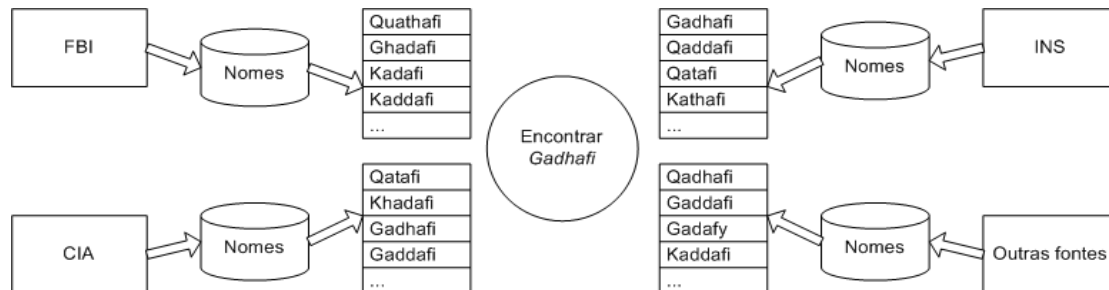 FBI
Nomes
Quathafi
Ghadafi
Kadafi
Kaddafi
...
Gadhafi
Qaddafi
Qatafi
Kathafi
...
Nomes
INS
Encontrar
Gadhafi
CIA
Nomes
Qatafi
Khadafi
Gadhafi
Gaddafi
...
Qadhafi
Gaddafi
Gadafy
Kaddafi
...
Nomes
Outras fontes